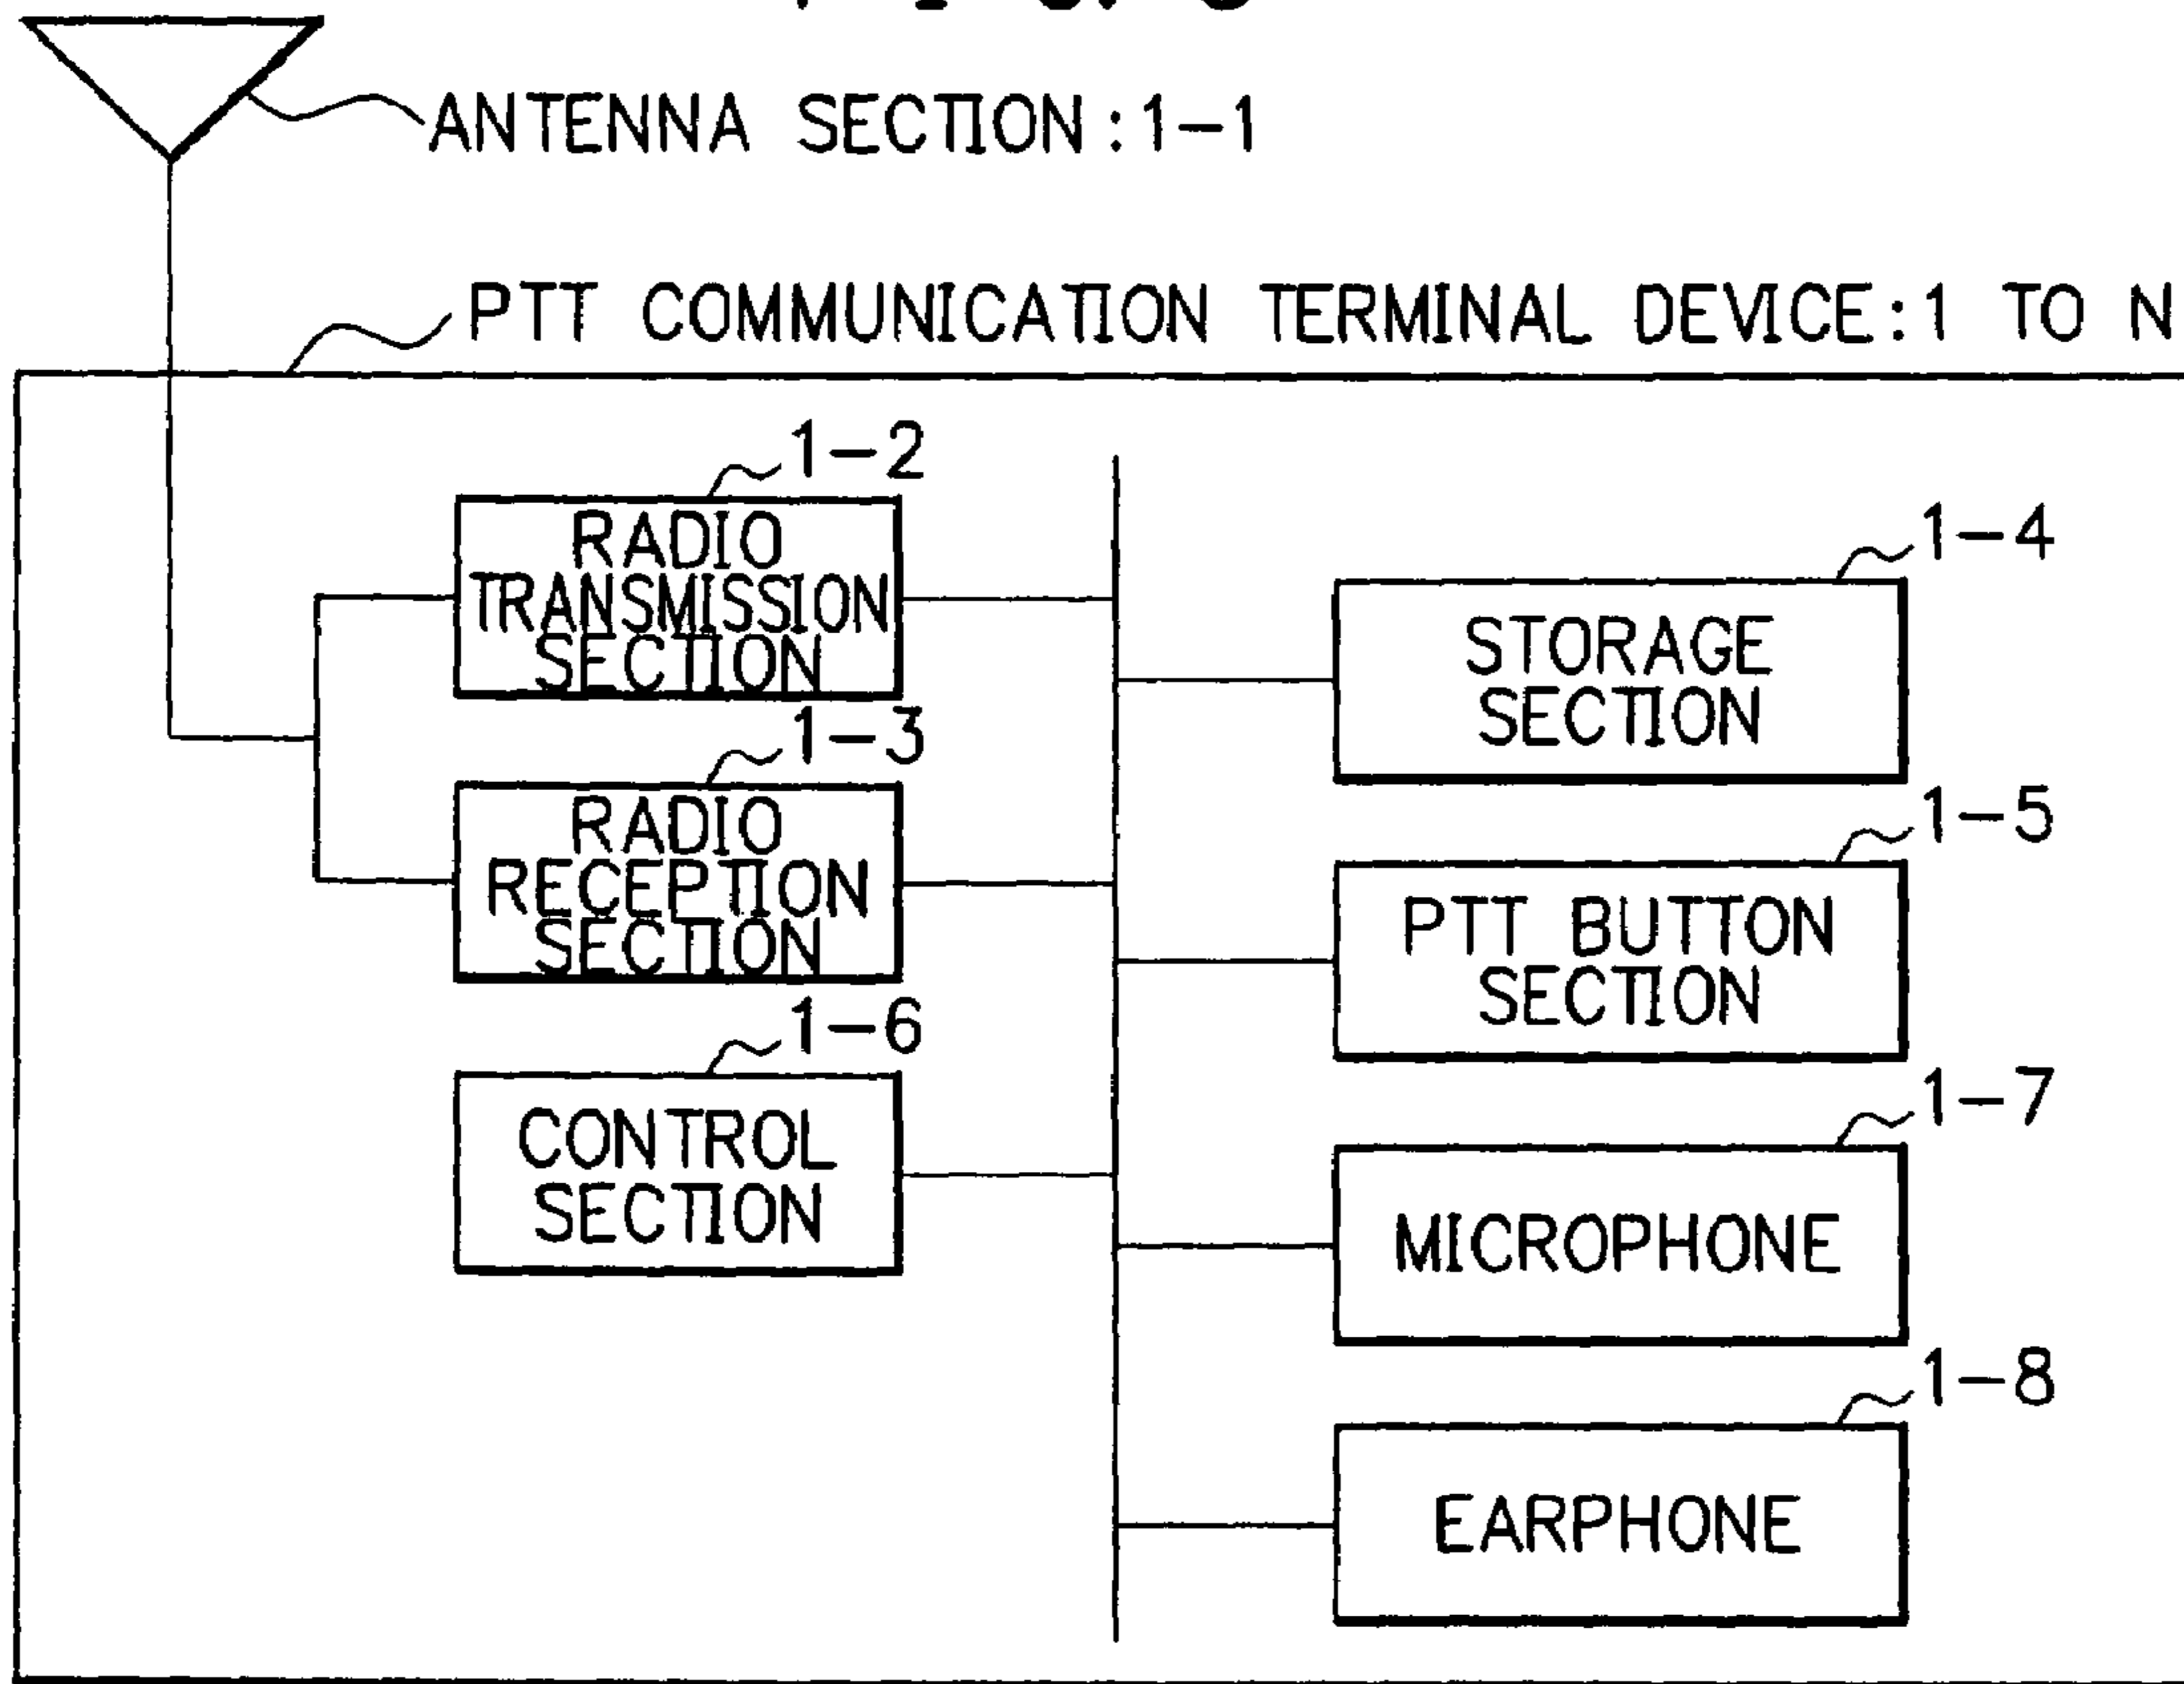 ANTENNA SECTION:1-1
PTT COMMUNICATION TERMINAL DEVICE:1 TO N
1-2
RADIO
TRANSMISSION
SECTION
1-3
RADIO
RECEPTION
SECTION
1-6
CONTROL
SECTION
1-4
STORAGE
SECTION
1-5
PTT BUTTON
SECTION
1-7
MICROPHONE
1-8
EARPHONE